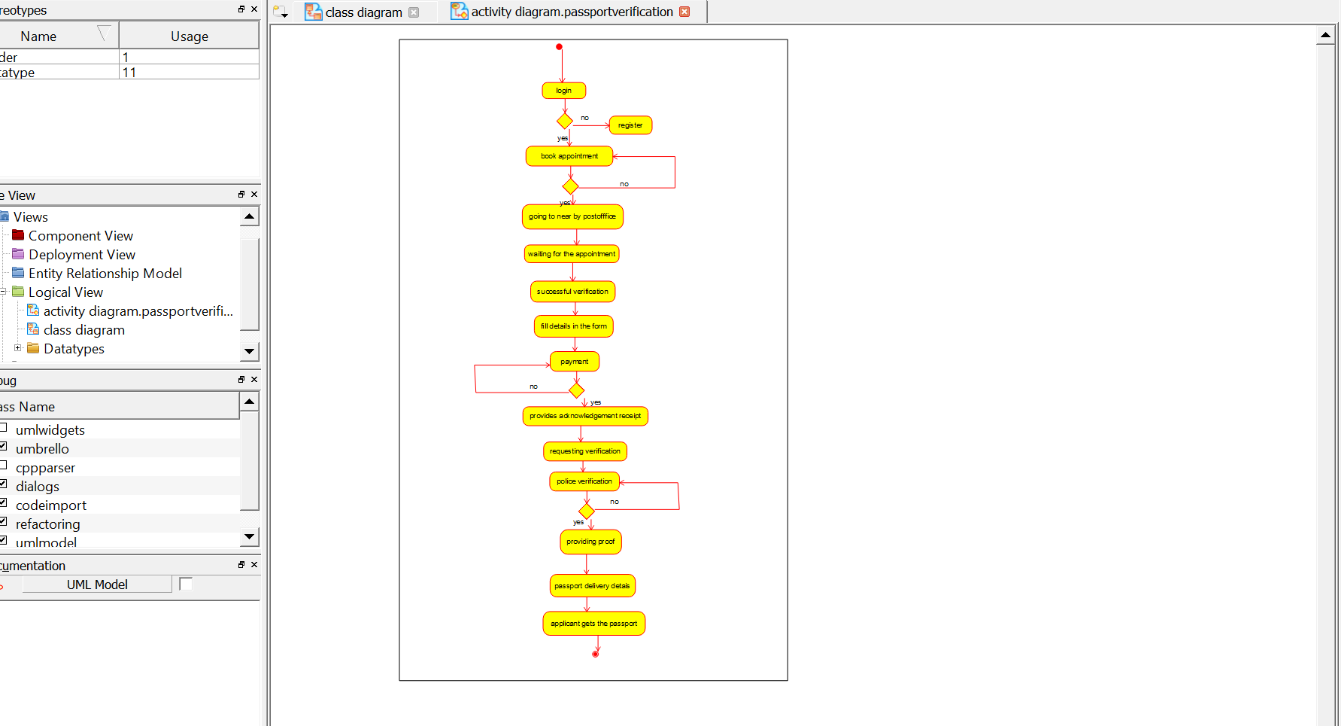 reotypes
class diagram
activity diagram.passportverification
Name
Usage
der
1
tatype
11
e View
Views
Component View
Deployment View
Entity Relationship Model
Logical View
activity diagram.passportverifi...
class diagram
Datatypes
ug
ass Name
umlwidgets
umbrello
cppparser
dialogs
codeimport
refactoring
umlmodel
cumentation
UML Model
login
no
register
yes
book appointment
no
yes
going to near by postofffice
waiting for the appointment
successful verification
fill details in the form
payment
no
yes
provides acknowledgement receipt
requesting verification
police verification
no
yes
providing proof
passport delivery details
applicant gets the passport